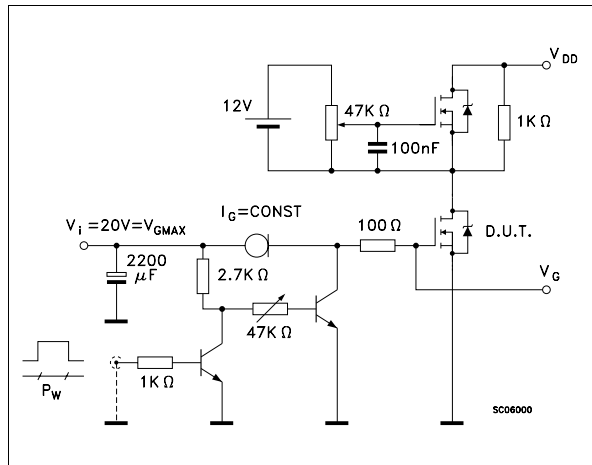 V_DD
12V
47K Ω
1K Ω
100nF
I_G=CONST
V_i =20V=V_GMAX
100 Ω
D.U.T.
2200
μF
2.7K Ω
V_G
47K Ω
1K Ω
P_W
SC06000